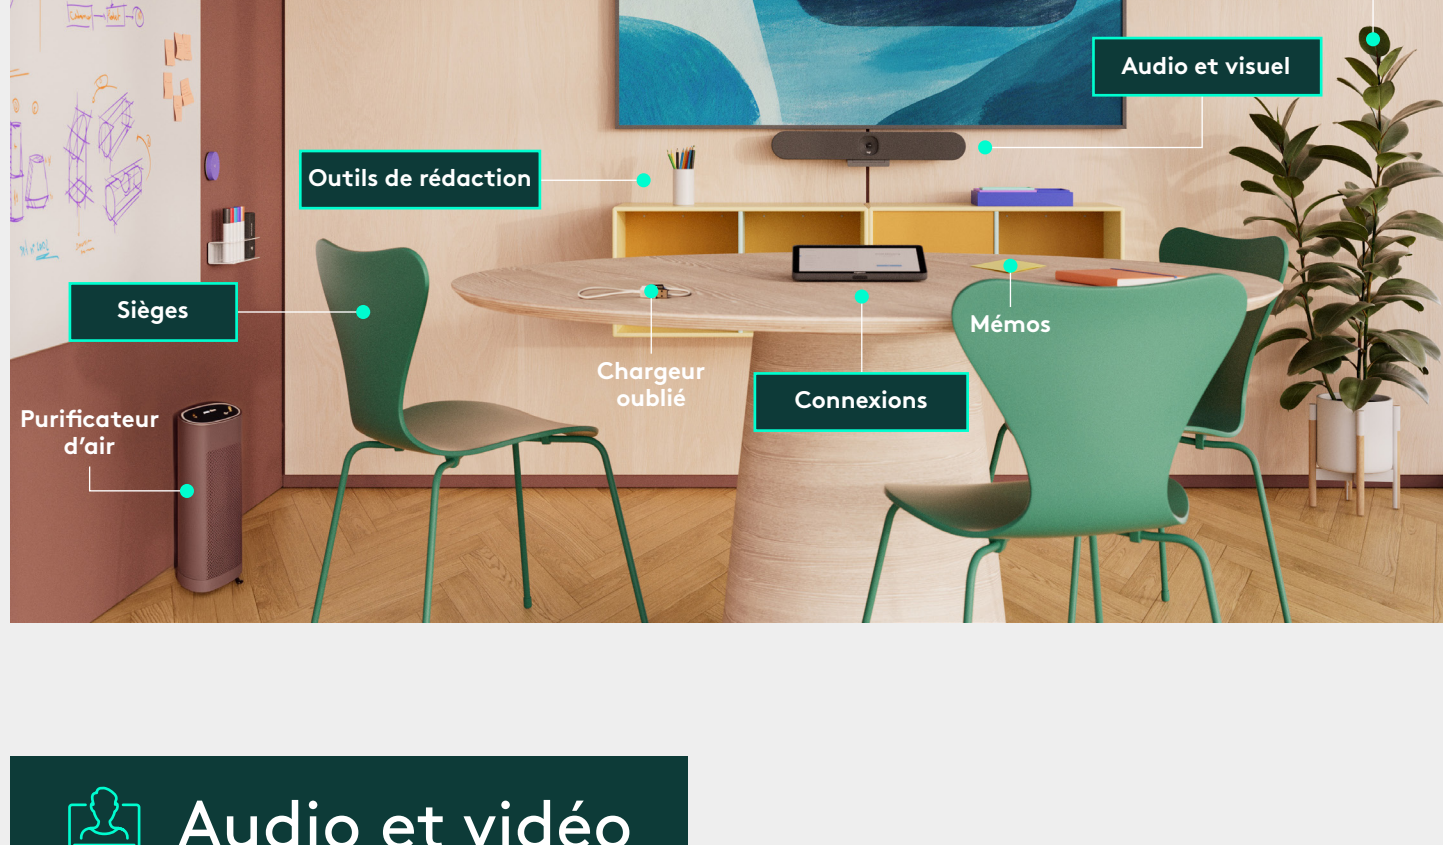 Audio et visuel
Outils de rédaction
Sièges
Mémos
Chargeur
oublié
Connexions
Purificateur
d’air
Audio et vidéo